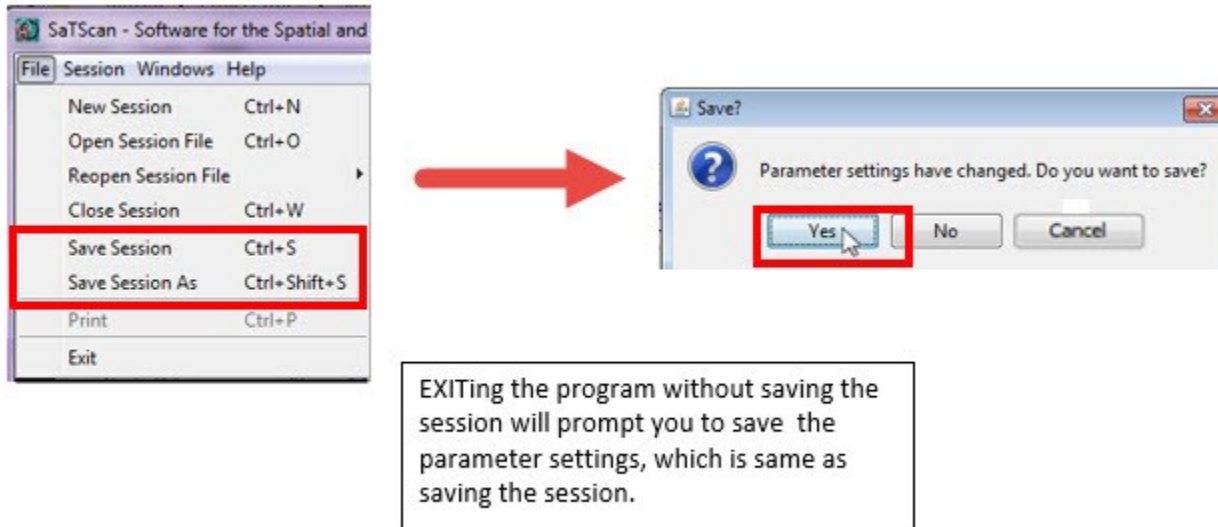 SaTScan - Software for the Spatial and
File Session Windows Help
New Session Ctrl+N
Open Session File Ctrl+O
Reopen Session File
Close Session Ctrl+W
Save Session Ctrl+S
Save Session As Ctrl+Shift+S
Print Ctrl+P
Exit
Save?
Parameter settings have changed. Do you want to save?
Yes No Cancel
EXITing the program without saving the
session will prompt you to save the
parameter settings, which is same as
saving the session.